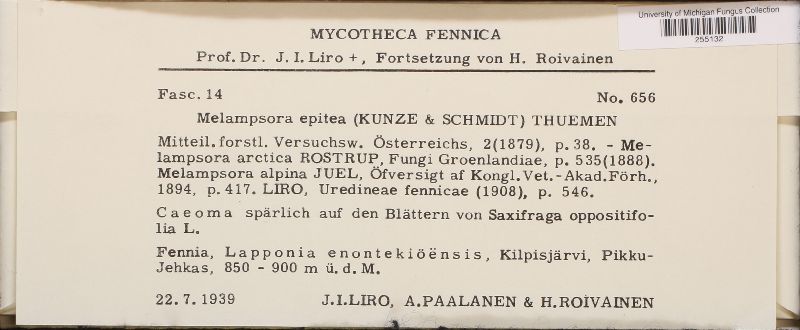 University of Michigan Fungus Collection
255132
MYCOTHECA FENNICA
Prof. Dr. J. I. Liro +, Fortsetzung von H. Roivainen
Fasc. 14 No. 656
Melampsora epitea (KUNZE & SCHMIDT) THUEMEN
Mitteil. forstl. Versuchsw. Österreichs, 2(1879), p. 38. - Me-
lampsora arctica ROSTRUP, Fungi Groenlandiae, p. 535(1888).
Melampsora alpina JUEL, Öfversigt af Kongl. Vet. - Akad. Förh.,
1894, p. 417. LIRO, Uredineae fennicae (1908), p. 546.
Caeoma spärlich auf den Blättern von Saxifraga oppositifo-
lia L.
Fennia, Lapponia enontekiöënsis, Kilpisjärvi, Pikku-
Jehkas, 850 - 900 m ü. d. M.
22. 7. 1939 J. I. LIRO, A. PAALANEN & H. ROIVAINEN